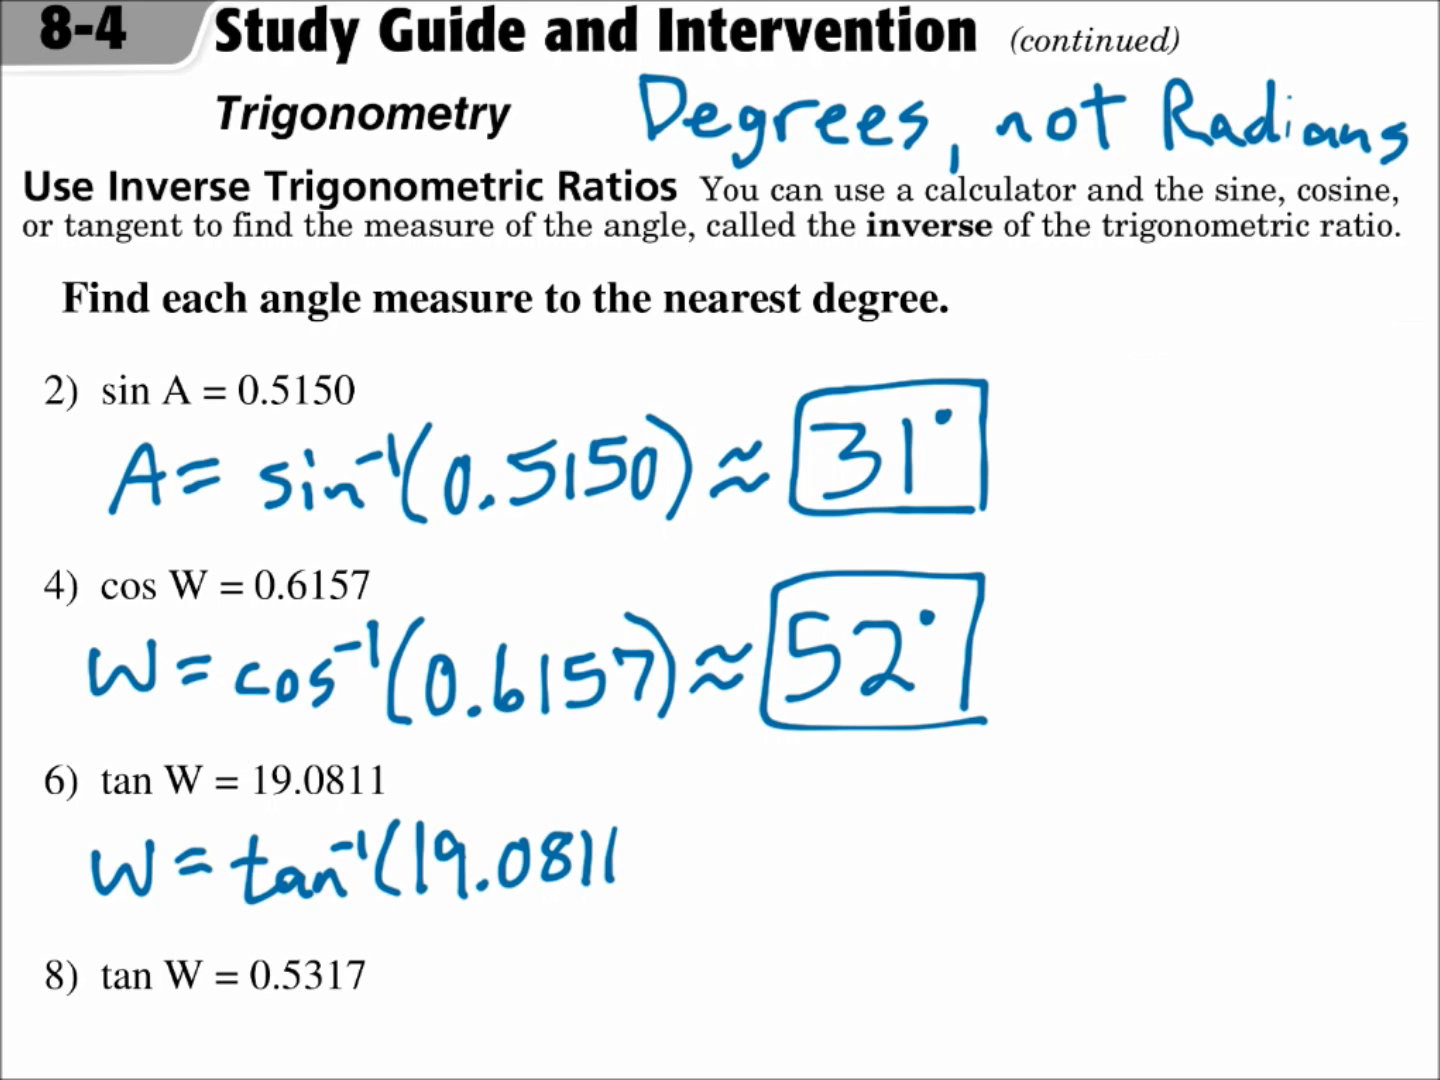 8-4 Study Guide and Intervention (continued)
Trigonometry Degrees, not Radians
Use Inverse Trigonometric Ratios You can use a calculator and the sine, cosine,
or tangent to find the measure of the angle, called the inverse of the trigonometric ratio.
Find each angle measure to the nearest degree.
2) sin A = 0.5150
A = sin⁻¹(0.5150) ≈ 31°
4) cos W = 0.6157
W = cos⁻¹(0.6157) ≈ 52°
6) tan W = 19.0811
W = tan⁻¹(19.0811
8) tan W = 0.5317